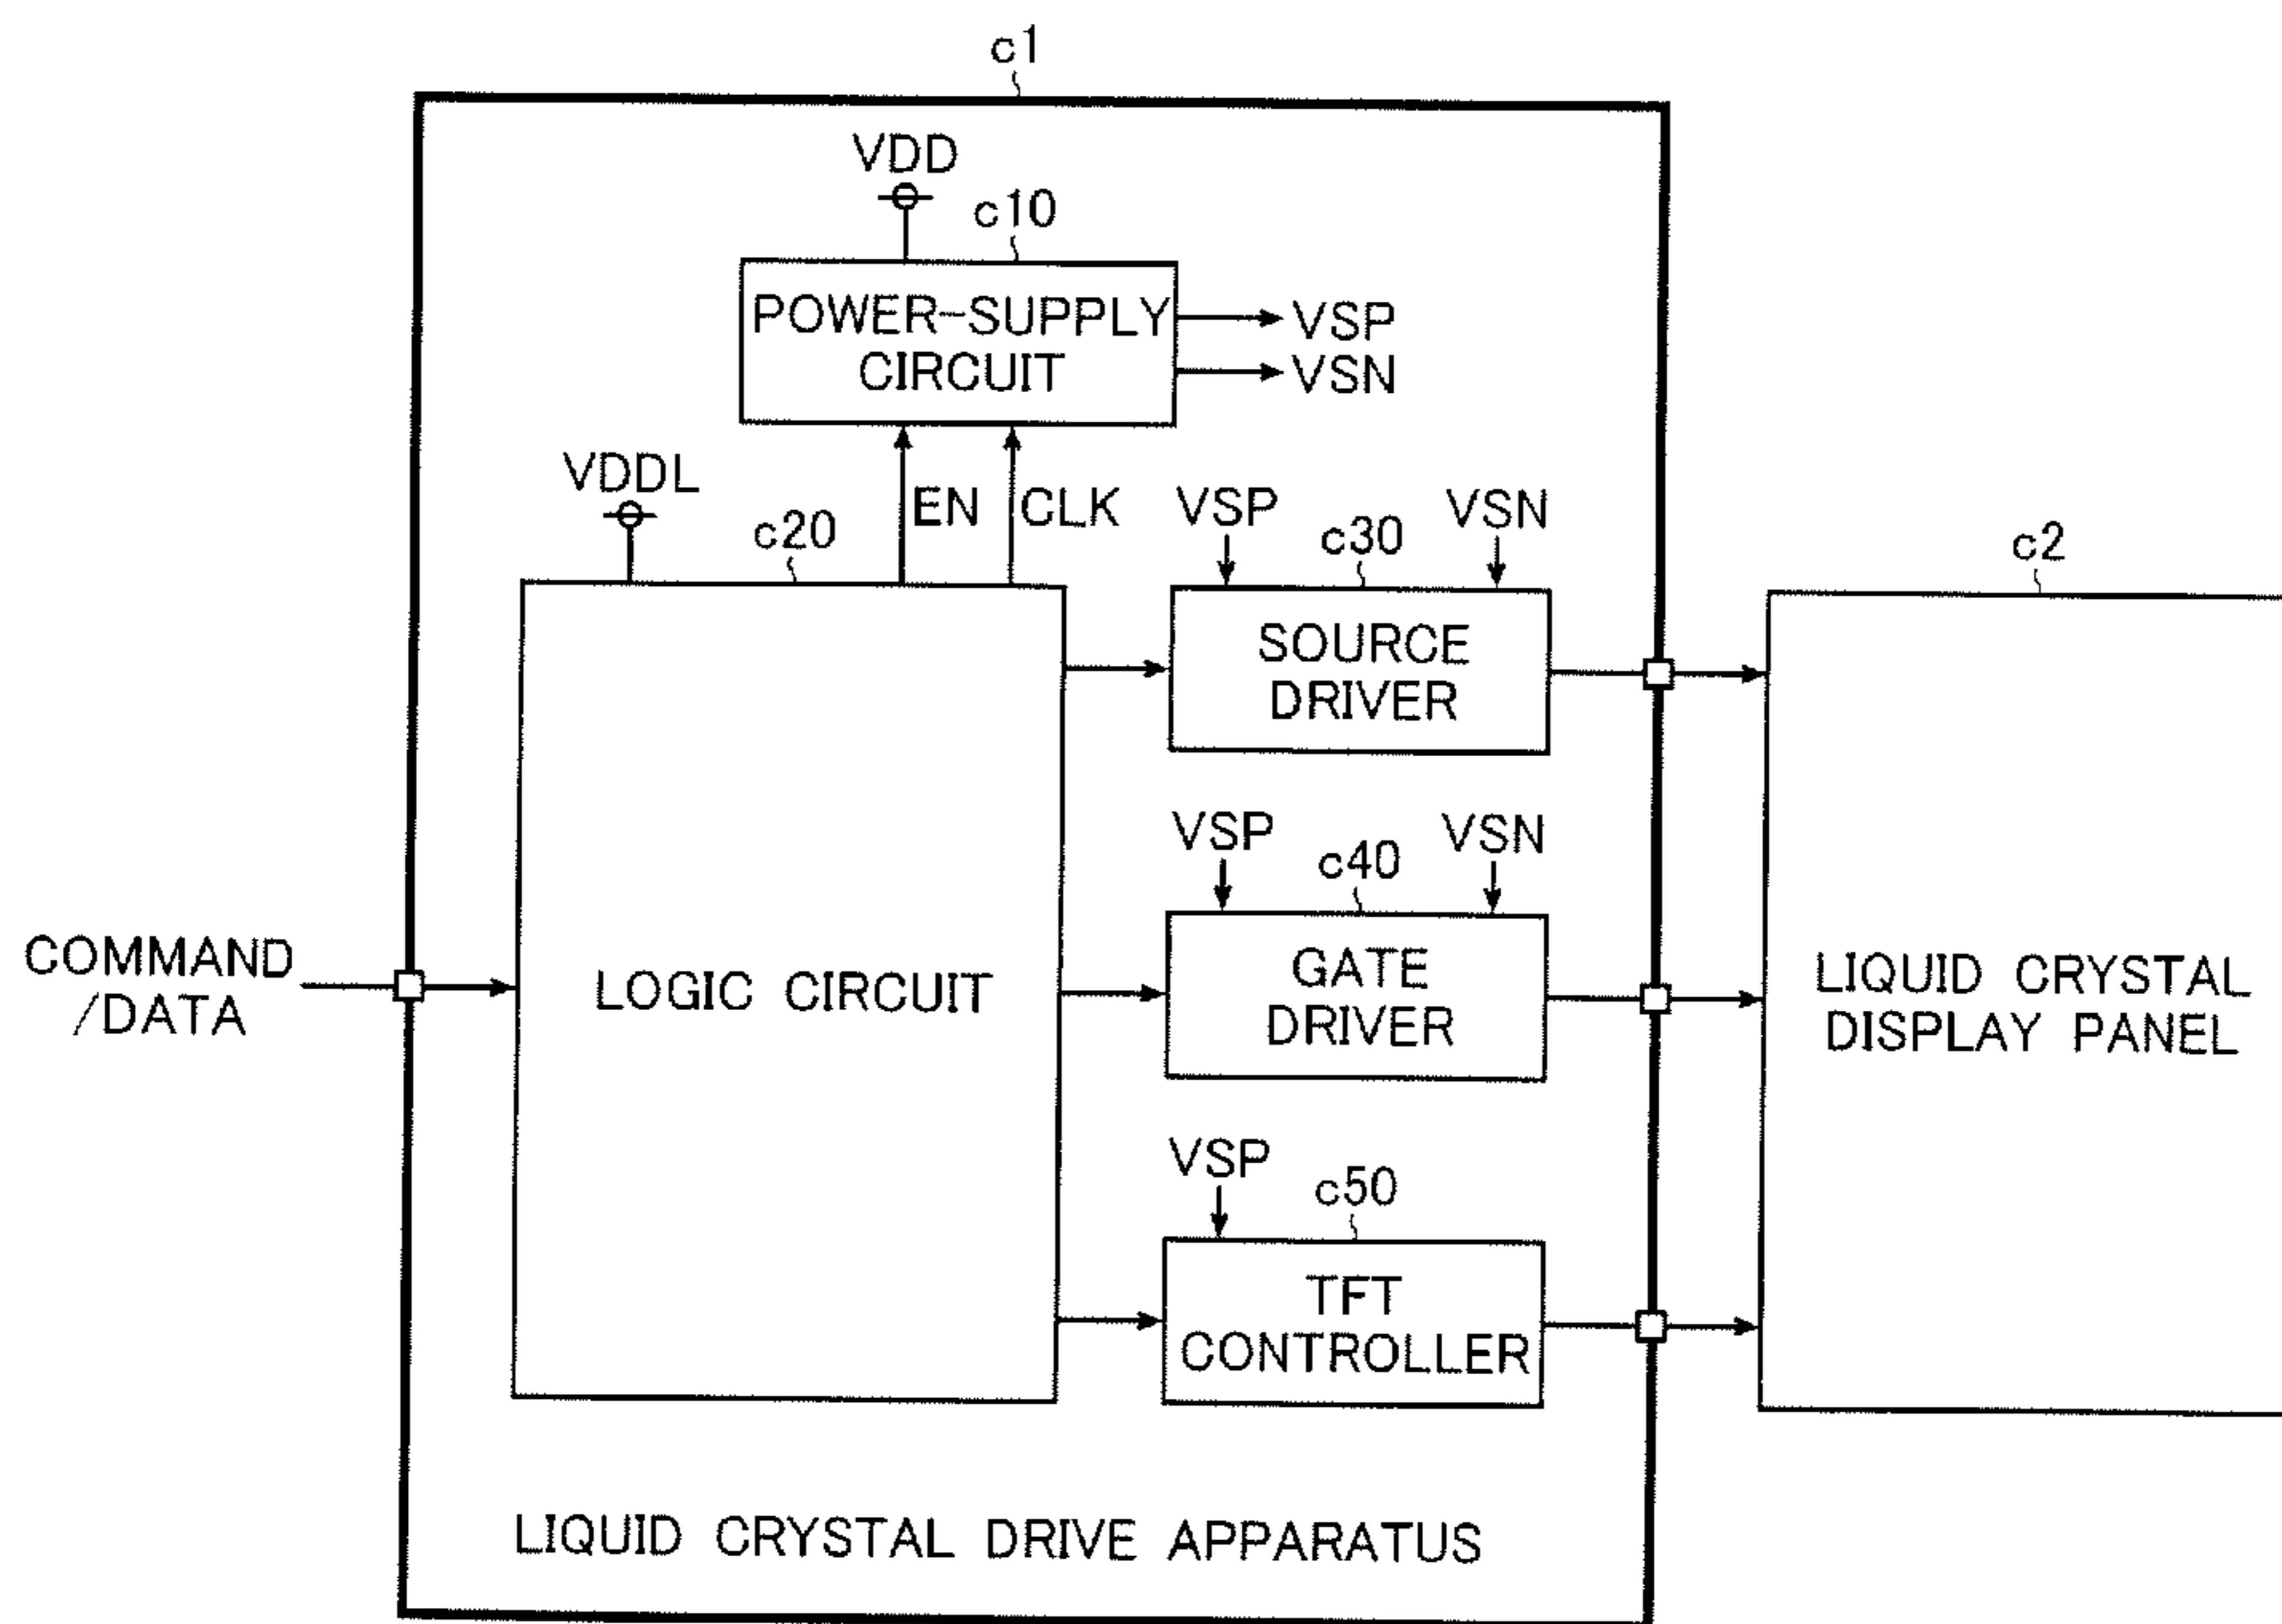 c1
VDD
c10
POWER-SUPPLY
CIRCUIT
VSP
VSN
VDDL
EN
CLK
c20
VSP
VSN
c30
c2
SOURCE
DRIVER
VSP
VSN
c40
COMMAND
/DATA
LOGIC CIRCUIT
GATE
DRIVER
LIQUID CRYSTAL
DISPLAY PANEL
VSP
c50
TFT
CONTROLLER
LIQUID CRYSTAL DRIVE APPARATUS